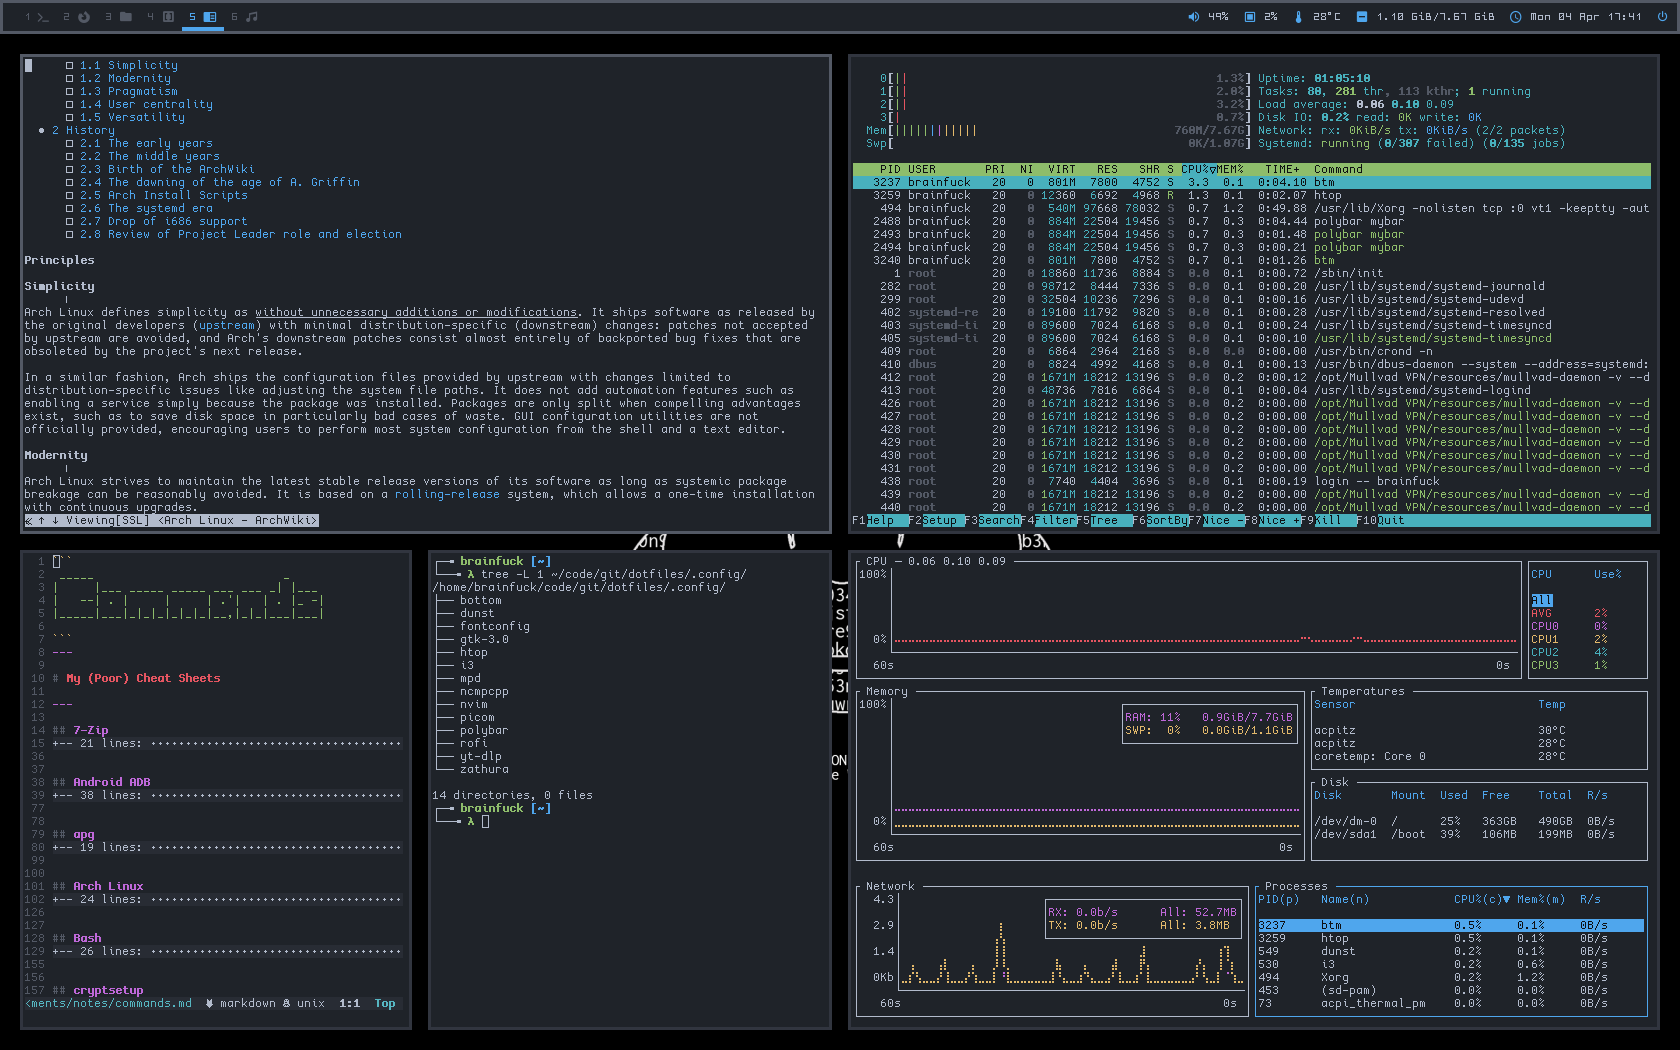 1 2 3 4 5 6
49% 2% 28°C 1.10 GiB/7.67 GiB Mon 04 Apr 17:41
1.1 Simplicity
1.2 Modernity
1.3 Pragmatism
1.4 User centrality
1.5 Versatility
2 History
2.1 The early years
2.2 The middle years
2.3 Birth of the ArchWiki
2.4 The dawning of the age of A. Griffin
2.5 Arch Install Scripts
2.6 The systemd era
2.7 Drop of i686 support
2.8 Review of Project Leader role and election
Principles
Simplicity
Arch Linux defines simplicity as without unnecessary additions or modifications. It ships software as released by
the original developers (upstream) with minimal distribution-specific (downstream) changes: patches not accepted
by upstream are avoided, and Arch's downstream patches consist almost entirely of backported bug fixes that are
obsoleted by the project's next release.
In a similar fashion, Arch ships the configuration files provided by upstream with changes limited to
distribution-specific issues like adjusting the system file paths. It does not add automation features such as
enabling a service simply because the package was installed. Packages are only split when compelling advantages
exist, such as to save disk space in particularly bad cases of waste. GUI configuration utilities are not
officially provided, encouraging users to perform most system configuration from the shell and a text editor.
Modernity
Arch Linux strives to maintain the latest stable release versions of its software as long as systemic package
breakage can be reasonably avoided. It is based on a rolling-release system, which allows a one-time installation
with continuous upgrades.
≪ ↑ ↓ Viewing[SSL] <Arch Linux - ArchWiki>
0[|| 1.3%] Uptime: 01:05:10
1[|| 2.0%] Tasks: 80, 281 thr, 113 kthr; 1 running
2[|| 3.2%] Load average: 0.06 0.10 0.09
3[| 0.7%] Disk IO: 0.2% read: 0K write: 0K
Mem[|||||||||||| 760M/7.67G] Network: rx: 0KiB/s tx: 0KiB/s (2/2 packets)
Swp[ 0K/1.07G] Systemd: running (0/307 failed) (0/135 jobs)
PID USER PRI NI VIRT RES SHR S CPU%▽MEM% TIME+ Command
3237 brainfuck 20 0 801M 7800 4752 S 3.3 0.1 0:04.10 btm
3259 brainfuck 20 0 12360 6692 4968 R 1.3 0.1 0:02.07 htop
494 brainfuck 20 0 540M 97668 78032 S 0.7 1.2 0:49.88 /usr/lib/Xorg -nolisten tcp :0 vt1 -keeptty -aut
2488 brainfuck 20 0 884M 22504 19456 S 0.7 0.3 0:04.44 polybar mybar
2493 brainfuck 20 0 884M 22504 19456 S 0.7 0.3 0:01.48 polybar mybar
2494 brainfuck 20 0 884M 22504 19456 S 0.7 0.3 0:00.21 polybar mybar
3240 brainfuck 20 0 801M 7800 4752 S 0.7 0.1 0:01.26 btm
1 root 20 0 18860 11736 8884 S 0.0 0.1 0:00.72 /sbin/init
282 root 20 0 98712 8444 7336 S 0.0 0.1 0:00.20 /usr/lib/systemd/systemd-journald
299 root 20 0 32504 10236 7296 S 0.0 0.1 0:00.16 /usr/lib/systemd/systemd-udevd
402 systemd-re 20 0 19100 11792 9820 S 0.0 0.1 0:00.28 /usr/lib/systemd/systemd-resolved
403 systemd-ti 20 0 89600 7024 6168 S 0.0 0.1 0:00.24 /usr/lib/systemd/systemd-timesyncd
405 systemd-ti 20 0 89600 7024 6168 S 0.0 0.1 0:00.10 /usr/lib/systemd/systemd-timesyncd
409 root 20 0 6864 2964 2168 S 0.0 0.0 0:00.00 /usr/bin/crond -n
410 dbus 20 0 8824 4992 4168 S 0.0 0.1 0:00.13 /usr/bin/dbus-daemon --system --address=systemd:
412 root 20 0 1671M 18212 13196 S 0.0 0.2 0:00.12 /opt/Mullvad VPN/resources/mullvad-daemon -v --d
413 root 20 0 48736 7816 6864 S 0.0 0.1 0:00.04 /usr/lib/systemd/systemd-logind
426 root 20 0 1671M 18212 13196 S 0.0 0.2 0:00.00 /opt/Mullvad VPN/resources/mullvad-daemon -v --d
427 root 20 0 1671M 18212 13196 S 0.0 0.2 0:00.00 /opt/Mullvad VPN/resources/mullvad-daemon -v --d
428 root 20 0 1671M 18212 13196 S 0.0 0.2 0:00.00 /opt/Mullvad VPN/resources/mullvad-daemon -v --d
429 root 20 0 1671M 18212 13196 S 0.0 0.2 0:00.00 /opt/Mullvad VPN/resources/mullvad-daemon -v --d
430 root 20 0 1671M 18212 13196 S 0.0 0.2 0:00.00 /opt/Mullvad VPN/resources/mullvad-daemon -v --d
431 root 20 0 1671M 18212 13196 S 0.0 0.2 0:00.00 /opt/Mullvad VPN/resources/mullvad-daemon -v --d
438 root 20 0 7740 4404 3696 S 0.0 0.1 0:00.19 login -- brainfuck
439 root 20 0 1671M 18212 13196 S 0.0 0.2 0:00.00 /opt/Mullvad VPN/resources/mullvad-daemon -v --d
440 root 20 0 1671M 18212 13196 S 0.0 0.2 0:00.00 /opt/Mullvad VPN/resources/mullvad-daemon -v --d
F1Help F2Setup F3SearchF4FilterF5Tree F6SortByF7Nice -F8Nice +F9Kill F10Quit
1 ```
2
3
4
5
6
7 ```
8 ---
9
10 # My (Poor) Cheat Sheets
11
12 ---
13
14 ## 7-Zip
15 +-- 21 lines:
36
37
38 ## Android ADB
39 +-- 38 lines:
77
78
79 ## apg
80 +-- 19 lines:
99
100
101 ## Arch Linux
102 +-- 24 lines:
126
127
128 ## Bash
129 +-- 26 lines:
155
156
157 ## cryptsetup
<ments/notes/commands.md markdown unix 1:1 Top
brainfuck [~]
λ tree -L 1 ~/code/git/dotfiles/.config/
/home/brainfuck/code/git/dotfiles/.config/
├── bottom
├── dunst
├── fontconfig
├── gtk-3.0
├── htop
├── i3
├── mpd
├── ncmpcpp
├── nvim
├── picom
├── polybar
├── rofi
├── yt-dlp
└── zathura
14 directories, 0 files
brainfuck [~]
λ
CPU — 0.06 0.10 0.09
100%
0%
60s 0s
CPU Use%
All
AVG 2%
CPU0 0%
CPU1 2%
CPU2 4%
CPU3 1%
Memory
100%
RAM: 11% 0.9GiB/7.7GiB
SWP: 0% 0.0GiB/1.1GiB
0%
60s 0s
Temperatures
Sensor Temp
acpitz 30°C
acpitz 28°C
coretemp: Core 0 28°C
Disk
Disk Mount Used Free Total R/s
/dev/dm-0 / 25% 363GB 490GB 0B/s
/dev/sda1 /boot 39% 106MB 199MB 0B/s
Network
4.3
2.9
1.4
0Kb
RX: 0.0b/s All: 52.7MB
TX: 0.0b/s All: 3.8MB
60s 0s
Processes
PID(p) Name(n) CPU%(c)▼ Mem%(m) R/s
3237 btm 0.5% 0.1% 0B/s
3259 htop 0.5% 0.1% 0B/s
549 dunst 0.2% 0.1% 0B/s
530 i3 0.2% 0.6% 0B/s
494 Xorg 0.2% 1.2% 0B/s
453 (sd-pam) 0.0% 0.0% 0B/s
73 acpi_thermal_pm 0.0% 0.0% 0B/s